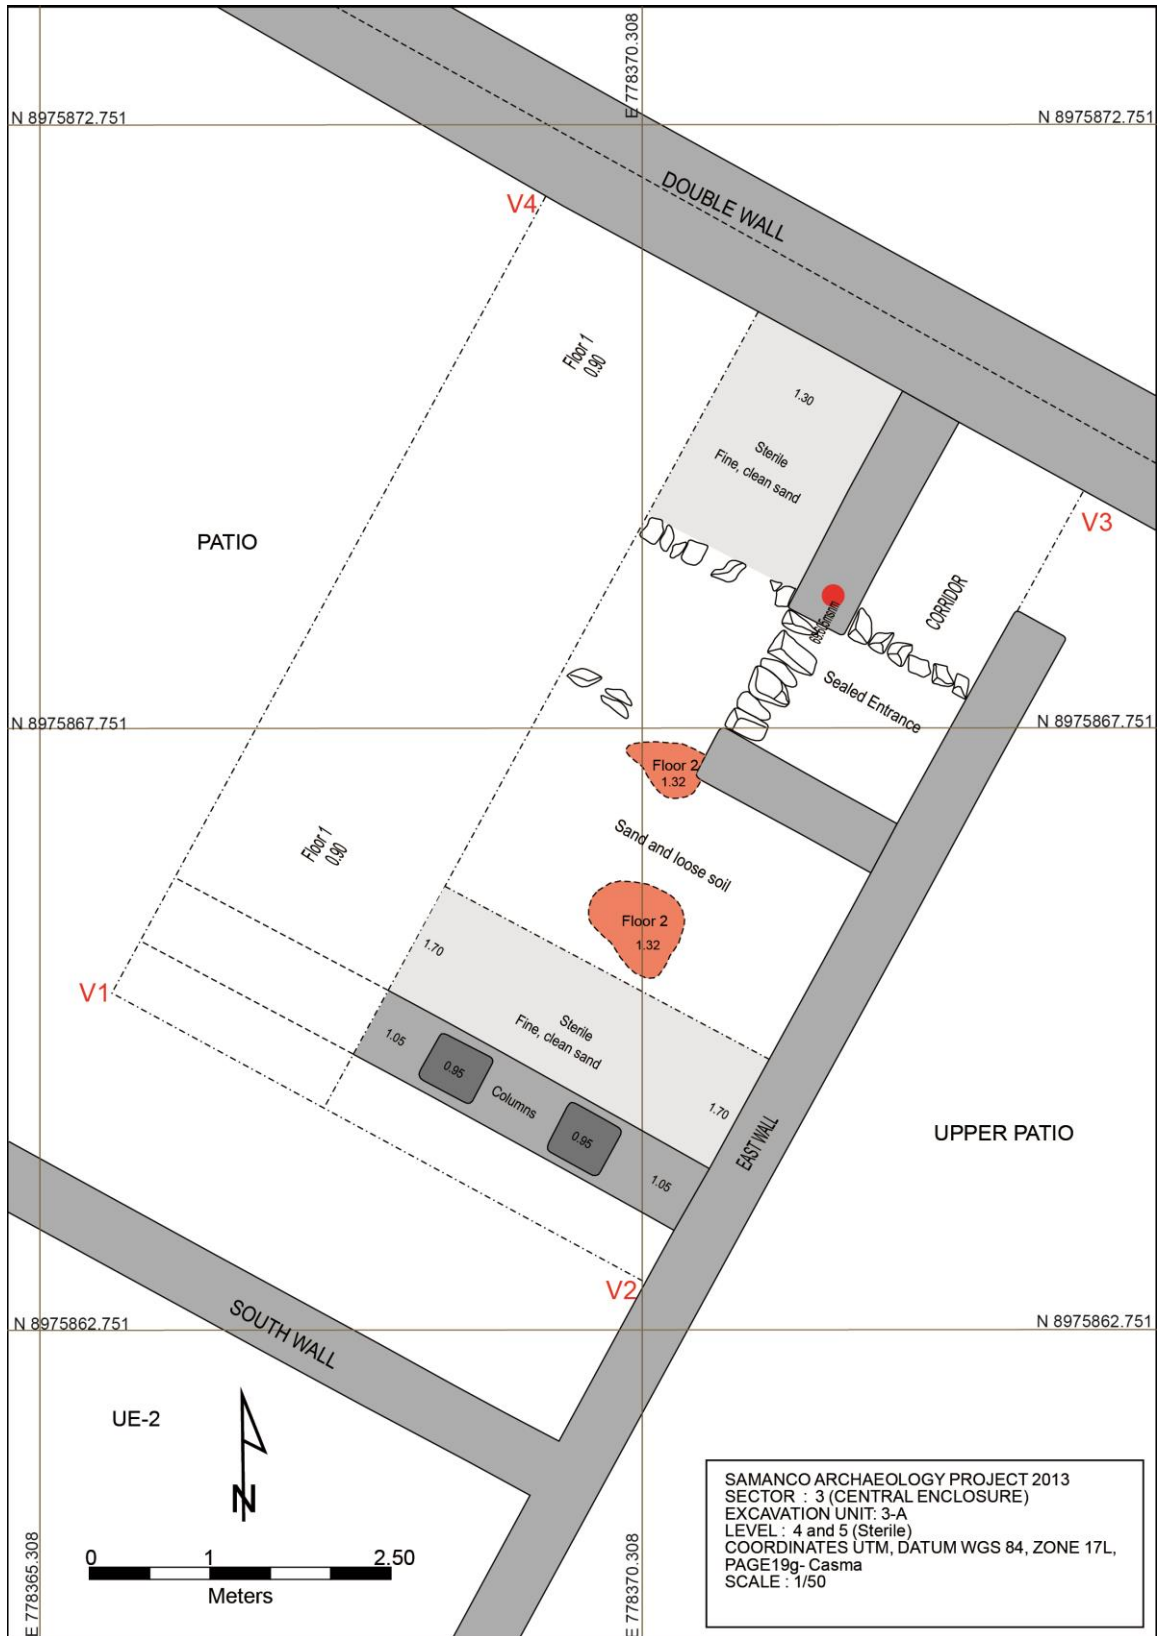 E 778370.308
N 8975872.751
N 8975872.751
DOUBLE WALL
V4
Floor 1
0.90
1.30
Sterile
Fine, clean sand
V3
PATIO
CORRIDOR
Sealed Entrance
N 8975867.751
N 8975867.751
Floor 2
1.32
Sand and loose soil
Floor 1
0.90
Floor 2
1.32
1.70
V1
Sterile
Fine, clean sand
1.05
0.95
Columns
1.70
0.95
EAST WALL
UPPER PATIO
1.05
V2
N 8975862.751
N 8975862.751
SOUTH WALL
UE-2
N
0 1 2.50
Meters
E 778365.308
E 778370.308
SAMANCO ARCHAEOLOGY PROJECT 2013
SECTOR : 3 (CENTRAL ENCLOSURE)
EXCAVATION UNIT: 3-A
LEVEL : 4 and 5 (Sterile)
COORDINATES UTM, DATUM WGS 84, ZONE 17L,
PAGE19g- Casma
SCALE : 1/50